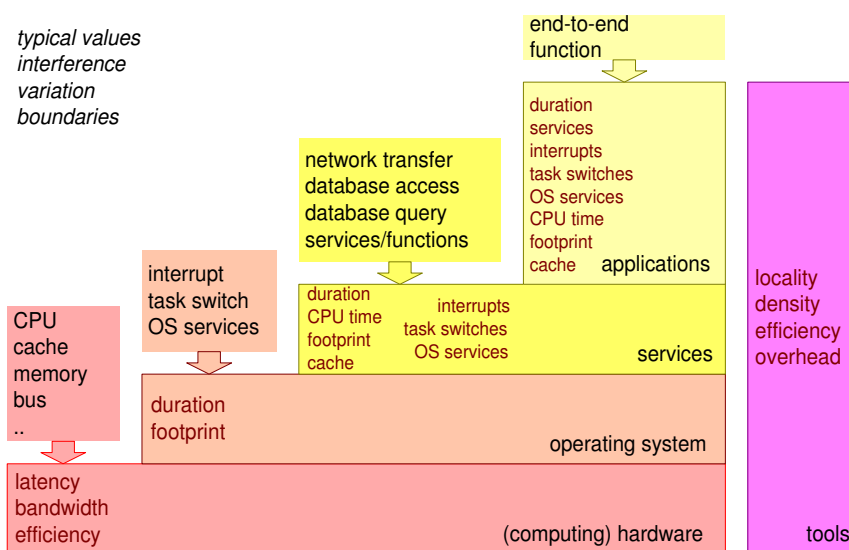 typical values
interference
variation
boundaries
end-to-end
function
duration
services
interrupts
task switches
OS services
CPU time
footprint
cache
applications
network transfer
database access
database query
services/functions
duration
CPU time
footprint
cache
interrupts
task switches
OS services
services
interrupt
task switch
OS services
duration
footprint
operating system
CPU
cache
memory
bus
..
latency
bandwidth
efficiency
(computing) hardware
locality
density
efficiency
overhead
tools